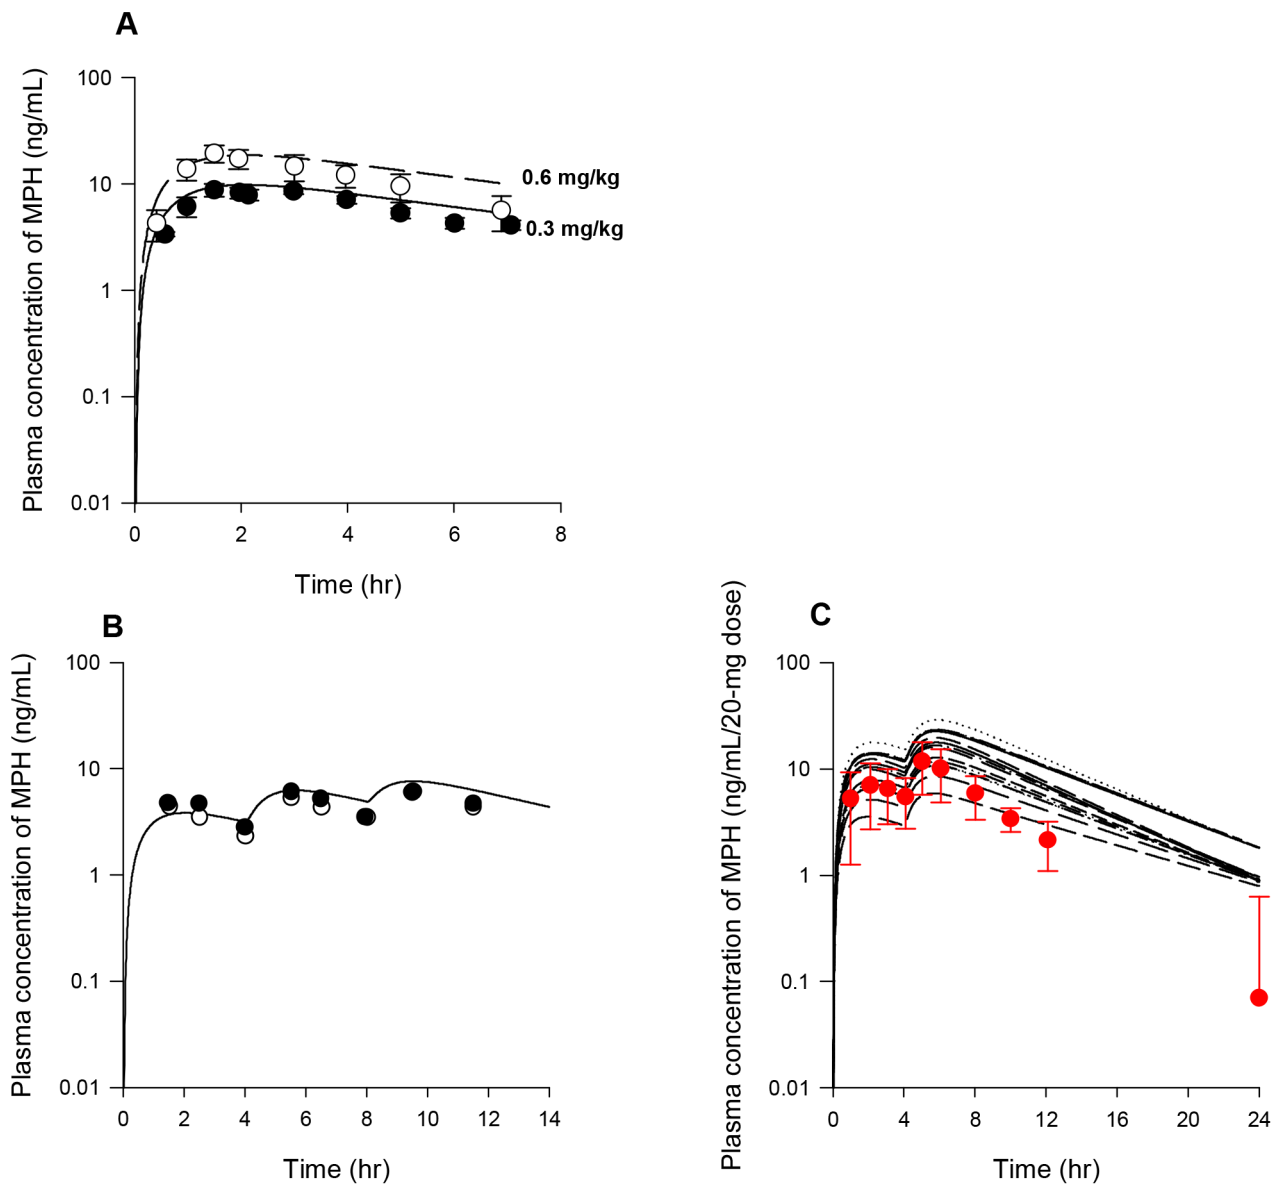 A
Plasma concentration of MPH (ng/mL)
100
10
1
0.1
0.01
0.6 mg/kg
0.3 mg/kg
0 2 4 6 8
Time (hr)
B
Plasma concentration of MPH (ng/mL)
100
10
1
0.1
0.01
0 2 4 6 8 10 12 14
Time (hr)
C
Plasma concentration of MPH (ng/mL/20-mg dose)
100
10
1
0.1
0.01
0 4 8 12 16 20 24
Time (hr)